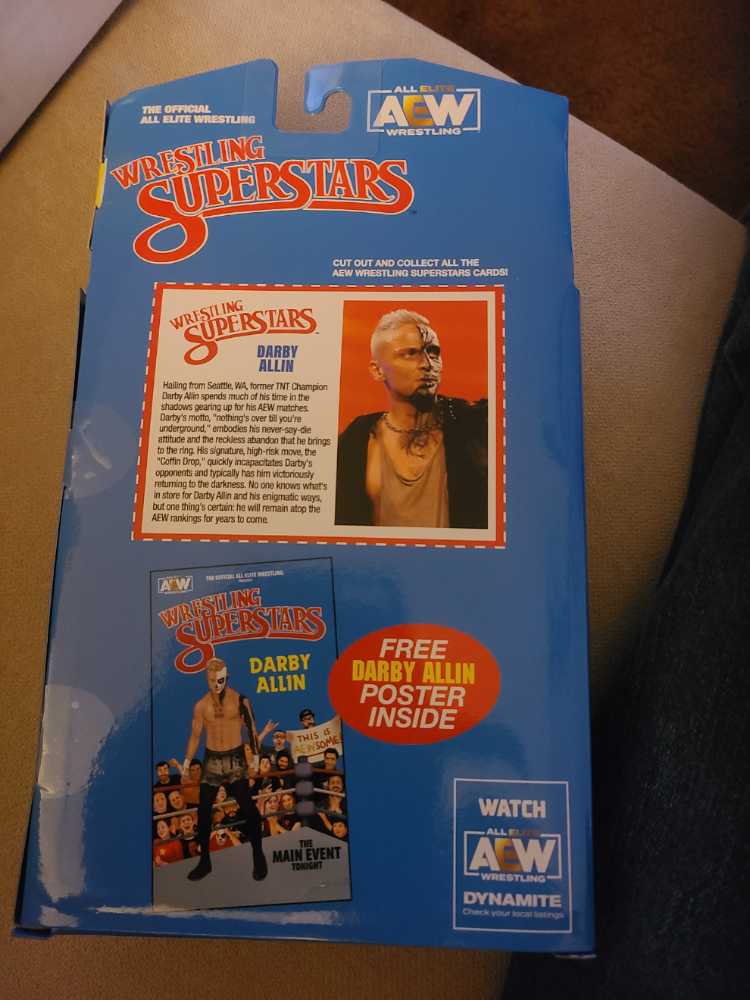 THE OFFICIAL
ALL ELITE WRESTLING
ALL ELITE
AEW
WRESTLING
WRESTLING
SUPERSTARS
CUT OUT AND COLLECT ALL THE
AEW WRESTLING SUPERSTARS CARDS!
WRESTLING
SUPERSTARS
DARBY
ALLIN
Hailing from Seattle, WA, former TNT Champion
Darby Allin spends much of his time in the
shadows gearing up for his AEW matches.
Darby's motto, "nothing's over till you're
underground," embodies his never-say-die
attitude and the reckless abandon that he brings
to the ring. His signature, high-risk move, the
"Coffin Drop," quickly incapacitates Darby's
opponents and typically has him victoriously
returning to the darkness. No one knows what's
in store for Darby Allin and his enigmatic ways,
but one thing's certain: he will remain atop the
AEW rankings for years to come.
AEW
THE OFFICIAL ALL ELITE WRESTLING
WRESTLING
SUPERSTARS
DARBY
ALLIN
THIS IS
AEWSOME
THE
MAIN EVENT
TONIGHT
FREE
DARBY ALLIN
POSTER
INSIDE
WATCH
ALL ELITE
AEW
WRESTLING
DYNAMITE
Check your local listings